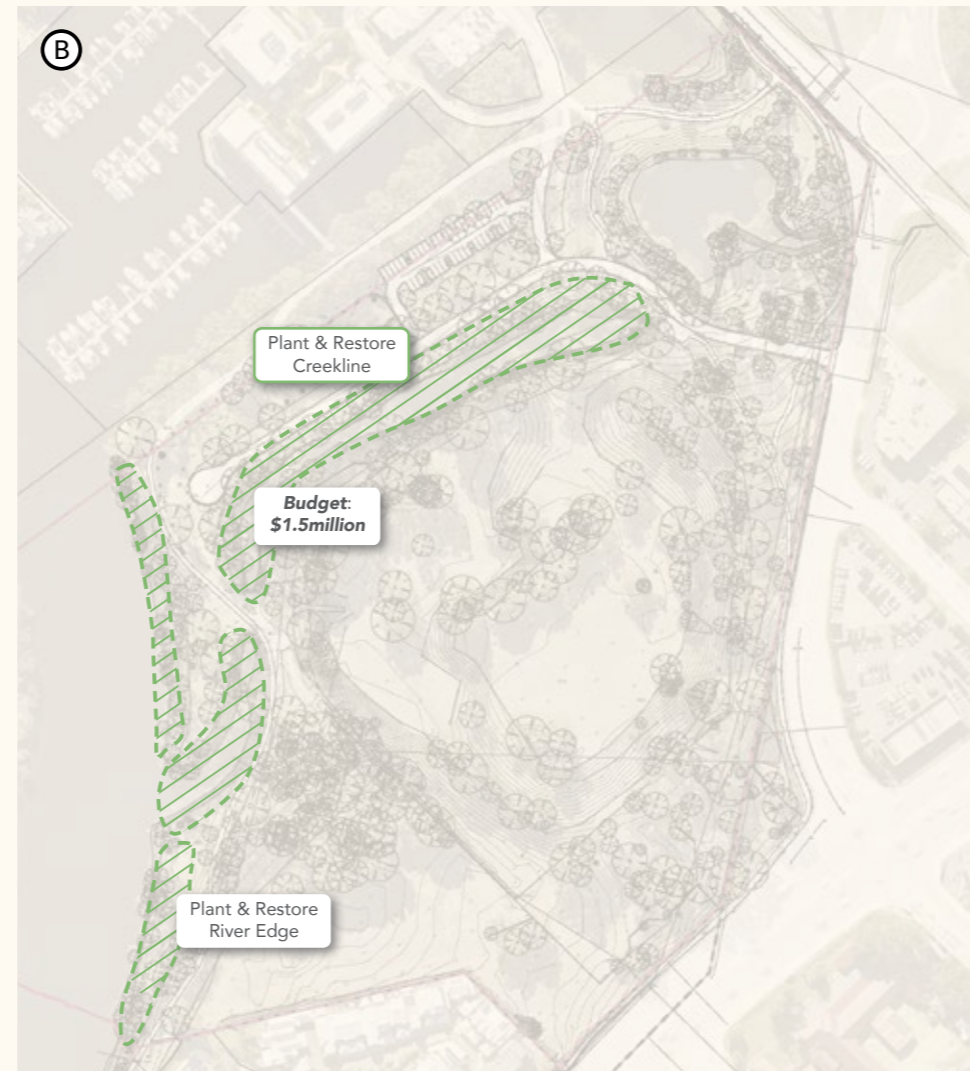 B
Plant & Restore
Creekline
Budget:
$1.5million
Plant & Restore
River Edge